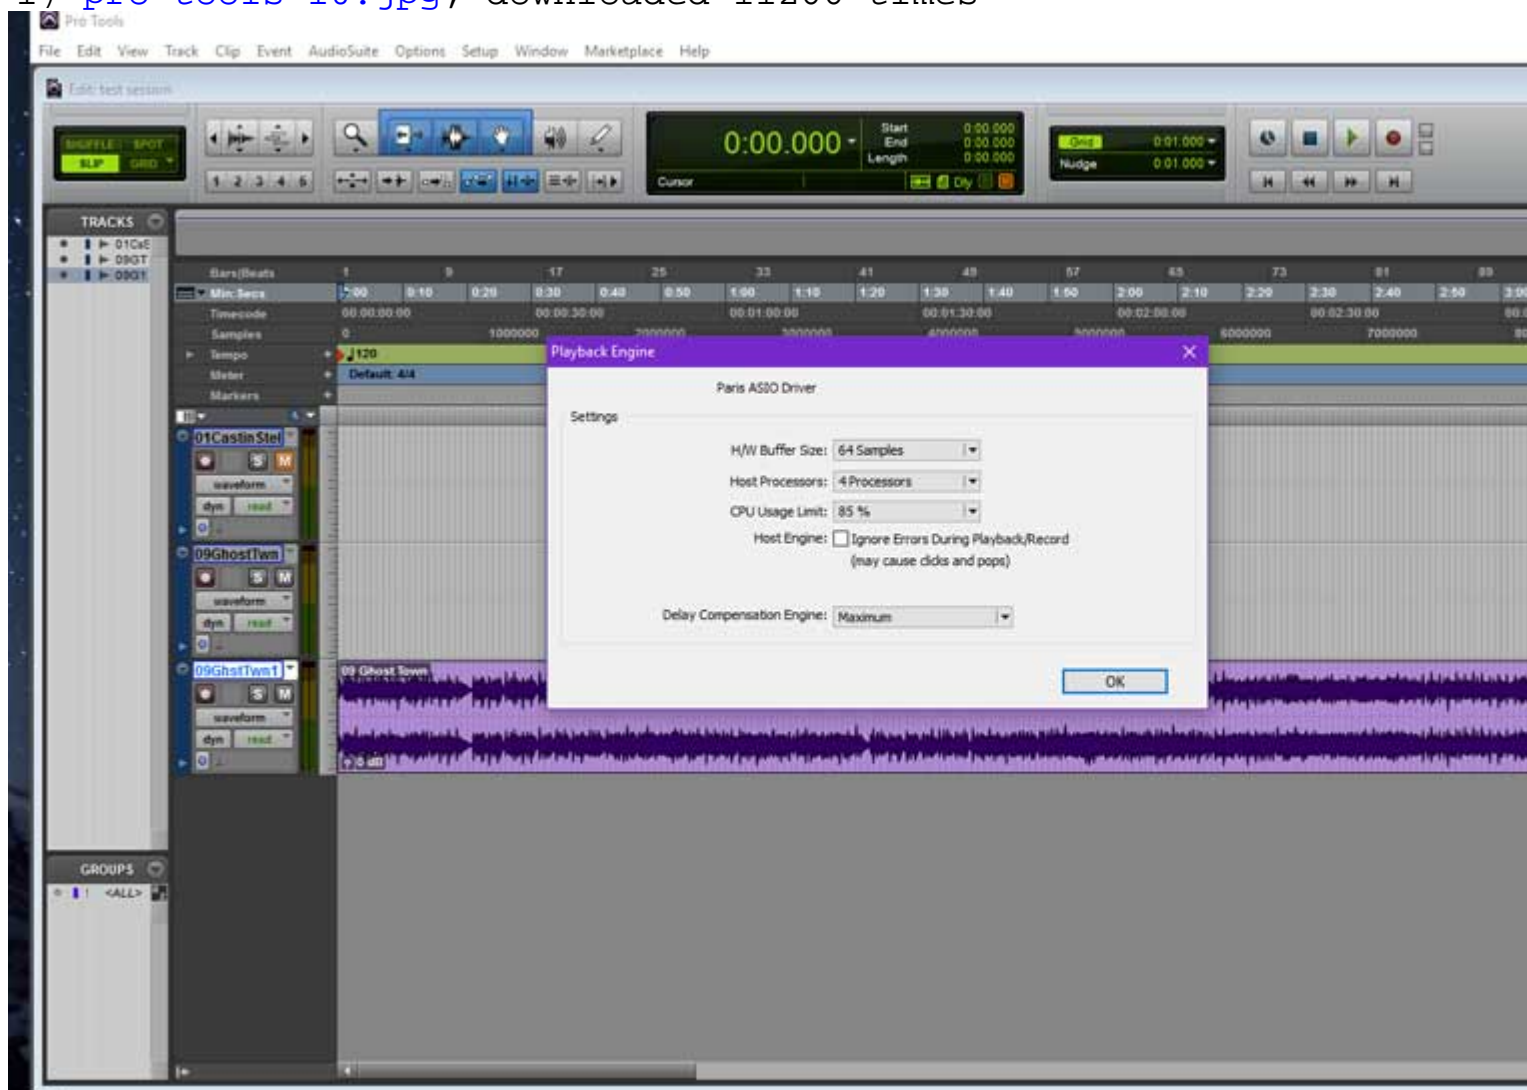 Pro Tools
File Edit View Track Clip Event AudioSuite Options Setup Window Marketplace Help
Edit: test session
SHUFFLE SPOT
SLIP GRID
1 2 3 4 5
0:00.000
Start 0:00.000
End 0:00.000
Length 0:00.000
Cursor
Dly
Grid 0:01.000
Nudge 0:01.000
TRACKS
01CaS
09GT
09GT
Bars|Beats 1 9 17 25 33 41 49 57 65 73 81 89
Min:Secs 0:00 0:10 0:20 0:30 0:40 0:50 1:00 1:10 1:20 1:30 1:40 1:50 2:00 2:10 2:20 2:30 2:40 2:50 3:00
Timecode 00:00:00:00 00:00:30:00 00:01:00:00 00:01:30:00 00:02:00:00 00:02:30:00
Samples 0 1000000 2000000 3000000 4000000 5000000 6000000 7000000
Tempo 120
Meter Default: 4/4
Markers
Playback Engine
Paris ASIO Driver
Settings
H/W Buffer Size: 64 Samples
Host Processors: 4 Processors
CPU Usage Limit: 85 %
Host Engine: Ignore Errors During Playback/Record
(may cause clicks and pops)
Delay Compensation Engine: Maximum
OK
01CastinStel
S M
waveform
dyn read
09GhostTwn
S M
waveform
dyn read
09GhstTwn1
S M
waveform
dyn read
09 Ghost Town
0 dB
GROUPS
! <ALL>